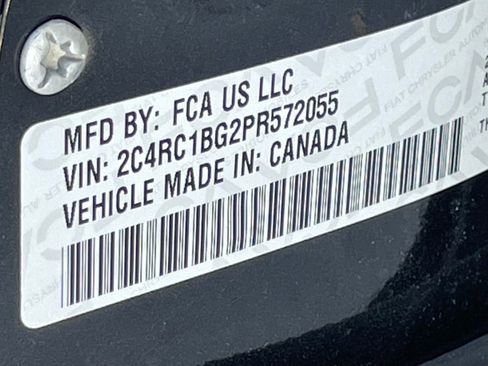 MFD BY: FCA US LLC
VIN: 2C4RC1BG2PR572055
VEHICLE MADE IN: CANADA